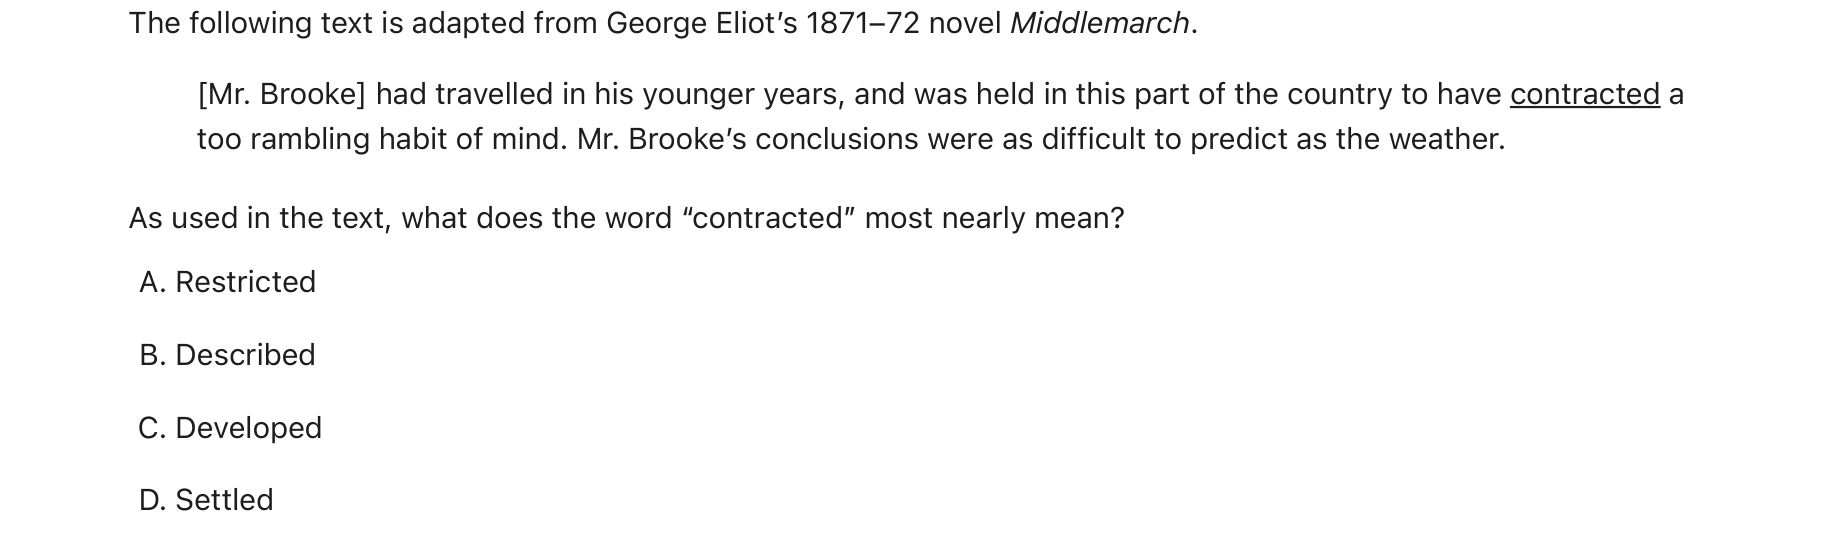 The following text is adapted from George Eliot’s 1871–72 novel Middlemarch.
[Mr. Brooke] had travelled in his younger years, and was held in this part of the country to have contracted a
too rambling habit of mind. Mr. Brooke’s conclusions were as difficult to predict as the weather.
As used in the text, what does the word “contracted” most nearly mean?
A. Restricted
B. Described
C. Developed
D. Settled